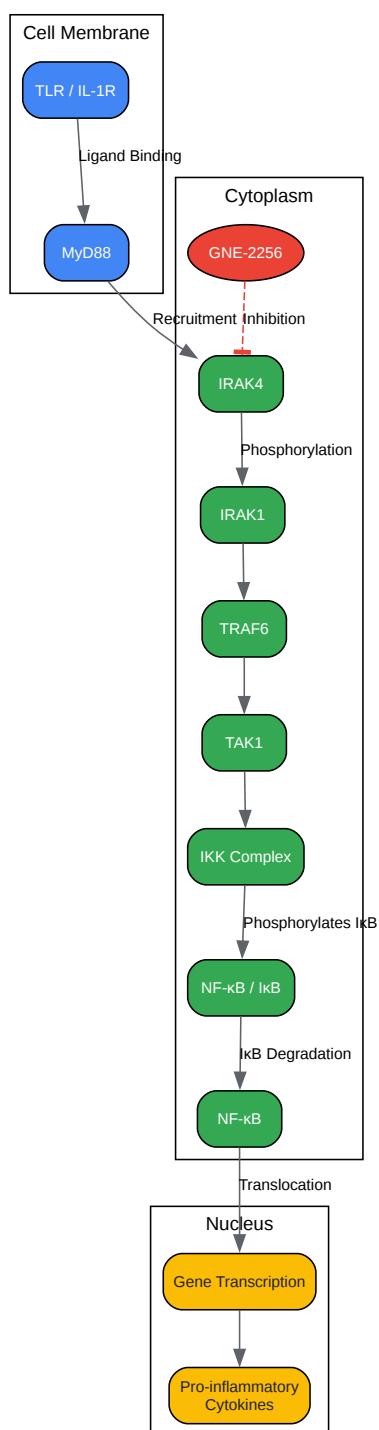 Cell Membrane
TLR / IL-1R
Ligand Binding
MyD88
Cytoplasm
GNE-2256
Recruitment
Inhibition
IRAK4
Phosphorylation
IRAK1
TRAF6
TAK1
IKK Complex
Phosphorylates IκB
NF-κB / IκB
IκB Degradation
NF-κB
Translocation
Nucleus
Gene Transcription
Pro-inflammatory
Cytokines